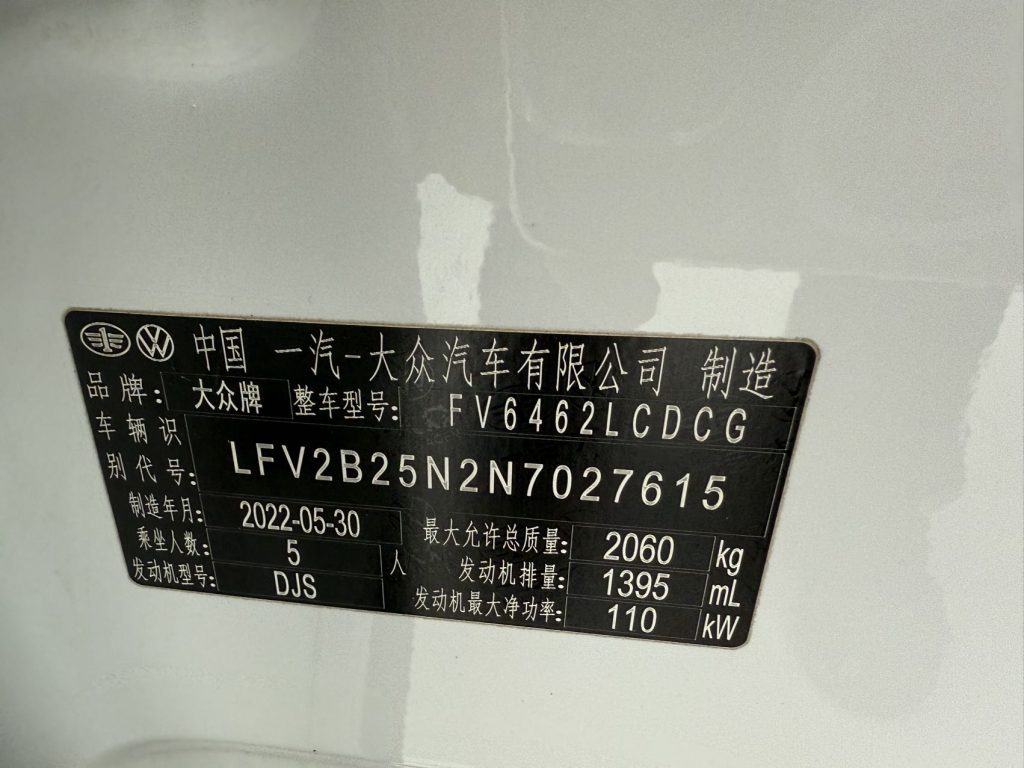 中国 一汽-大众汽车有限公司 制造
品牌: 大众牌 整车型号: FV6462LCDCG
车辆识
别代号: LFV2B25N2N7027615
制造年月: 2022-05-30 最大允许总质量: 2060 kg
乘坐人数: 5 人 发动机排量: 1395 mL
发动机型号: DJS 发动机最大净功率: 110 kW